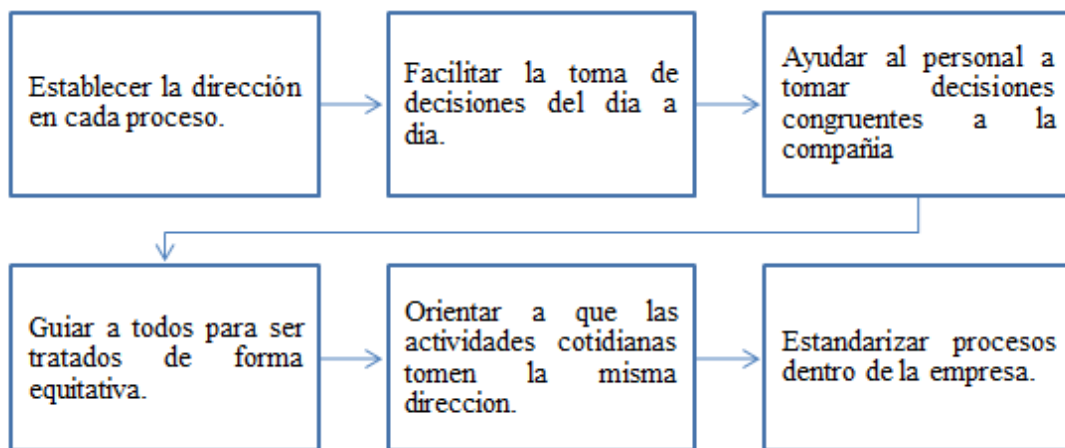 Establecer la dirección
en cada proceso.
Facilitar la toma de
decisiones del dia a
dia.
Ayudar al personal a
tomar decisiones
congruentes a la
compañia
Guiar a todos para ser
tratados de forma
equitativa.
Orientar a que las
actividades cotidianas
tomen la misma
direccion.
Estandarizar procesos
dentro de la empresa.